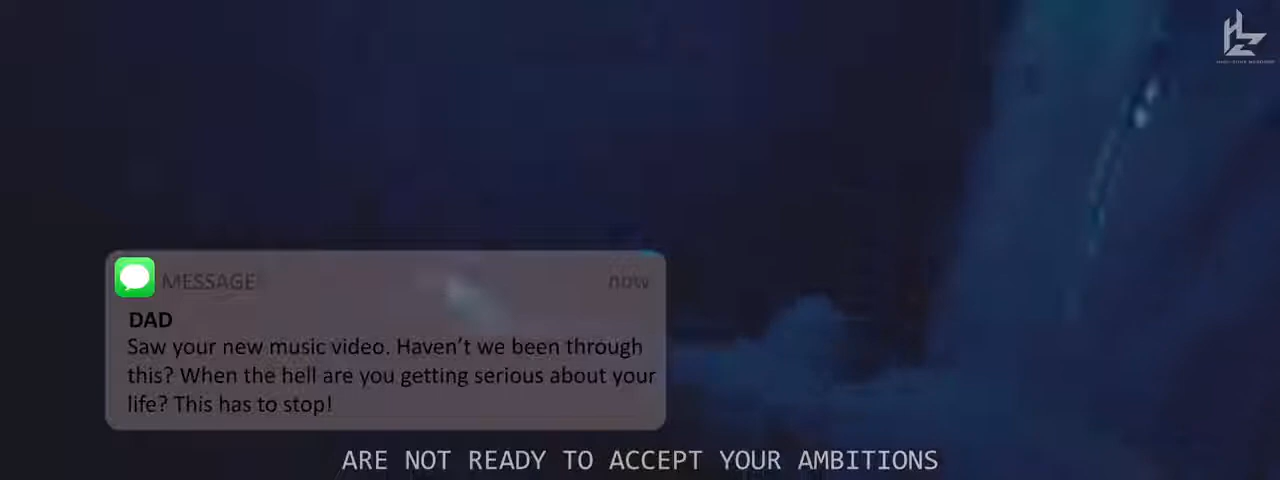 MESSAGE
now
DAD
Saw your new music video. Haven't we been through
this? When the hell are you getting serious about your
life? This has to stop!
ARE NOT READY TO ACCEPT YOUR AMBITIONS